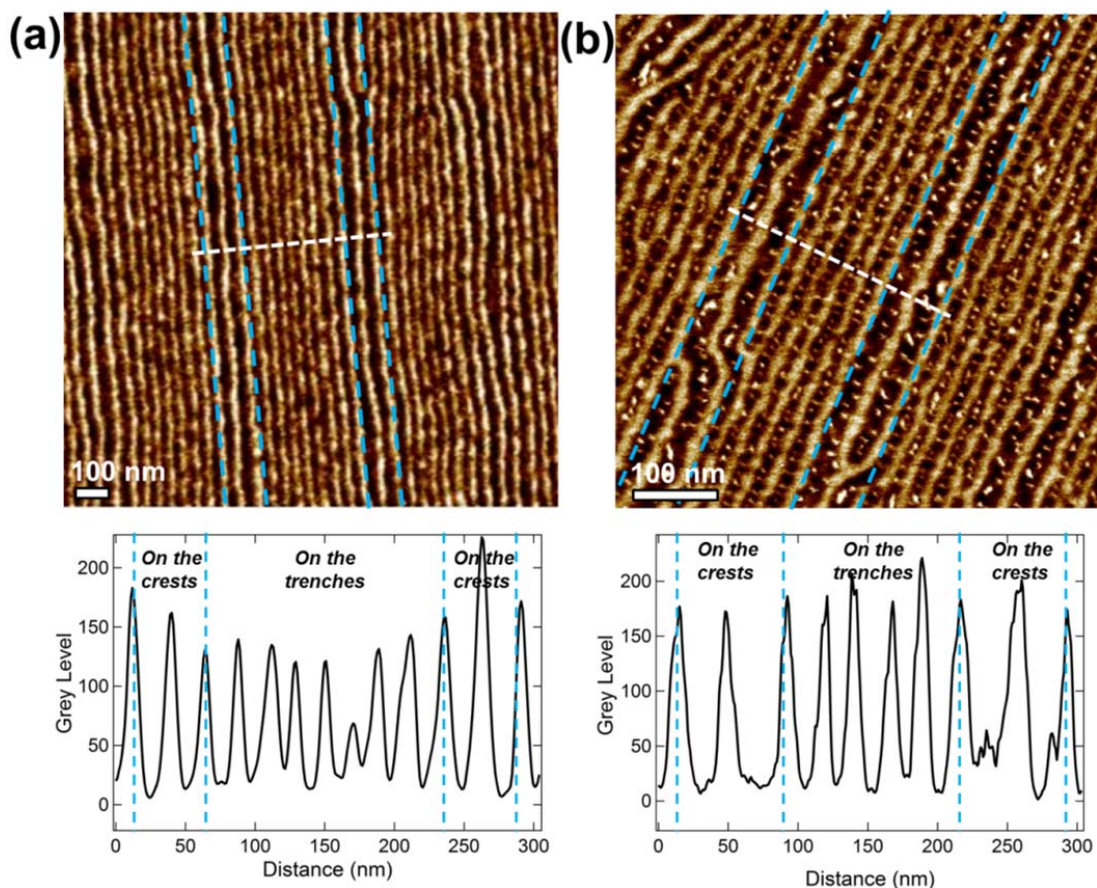 (a)
(b)
100 nm
100 nm
On the crests
On the trenches
On the crests
Grey Level
200
150
100
50
0
0
50
100
150
200
250
300
Distance (nm)
On the crests
On the trenches
On the crests
Grey Level
200
150
100
50
0
0
50
100
150
200
250
300
Distance (nm)